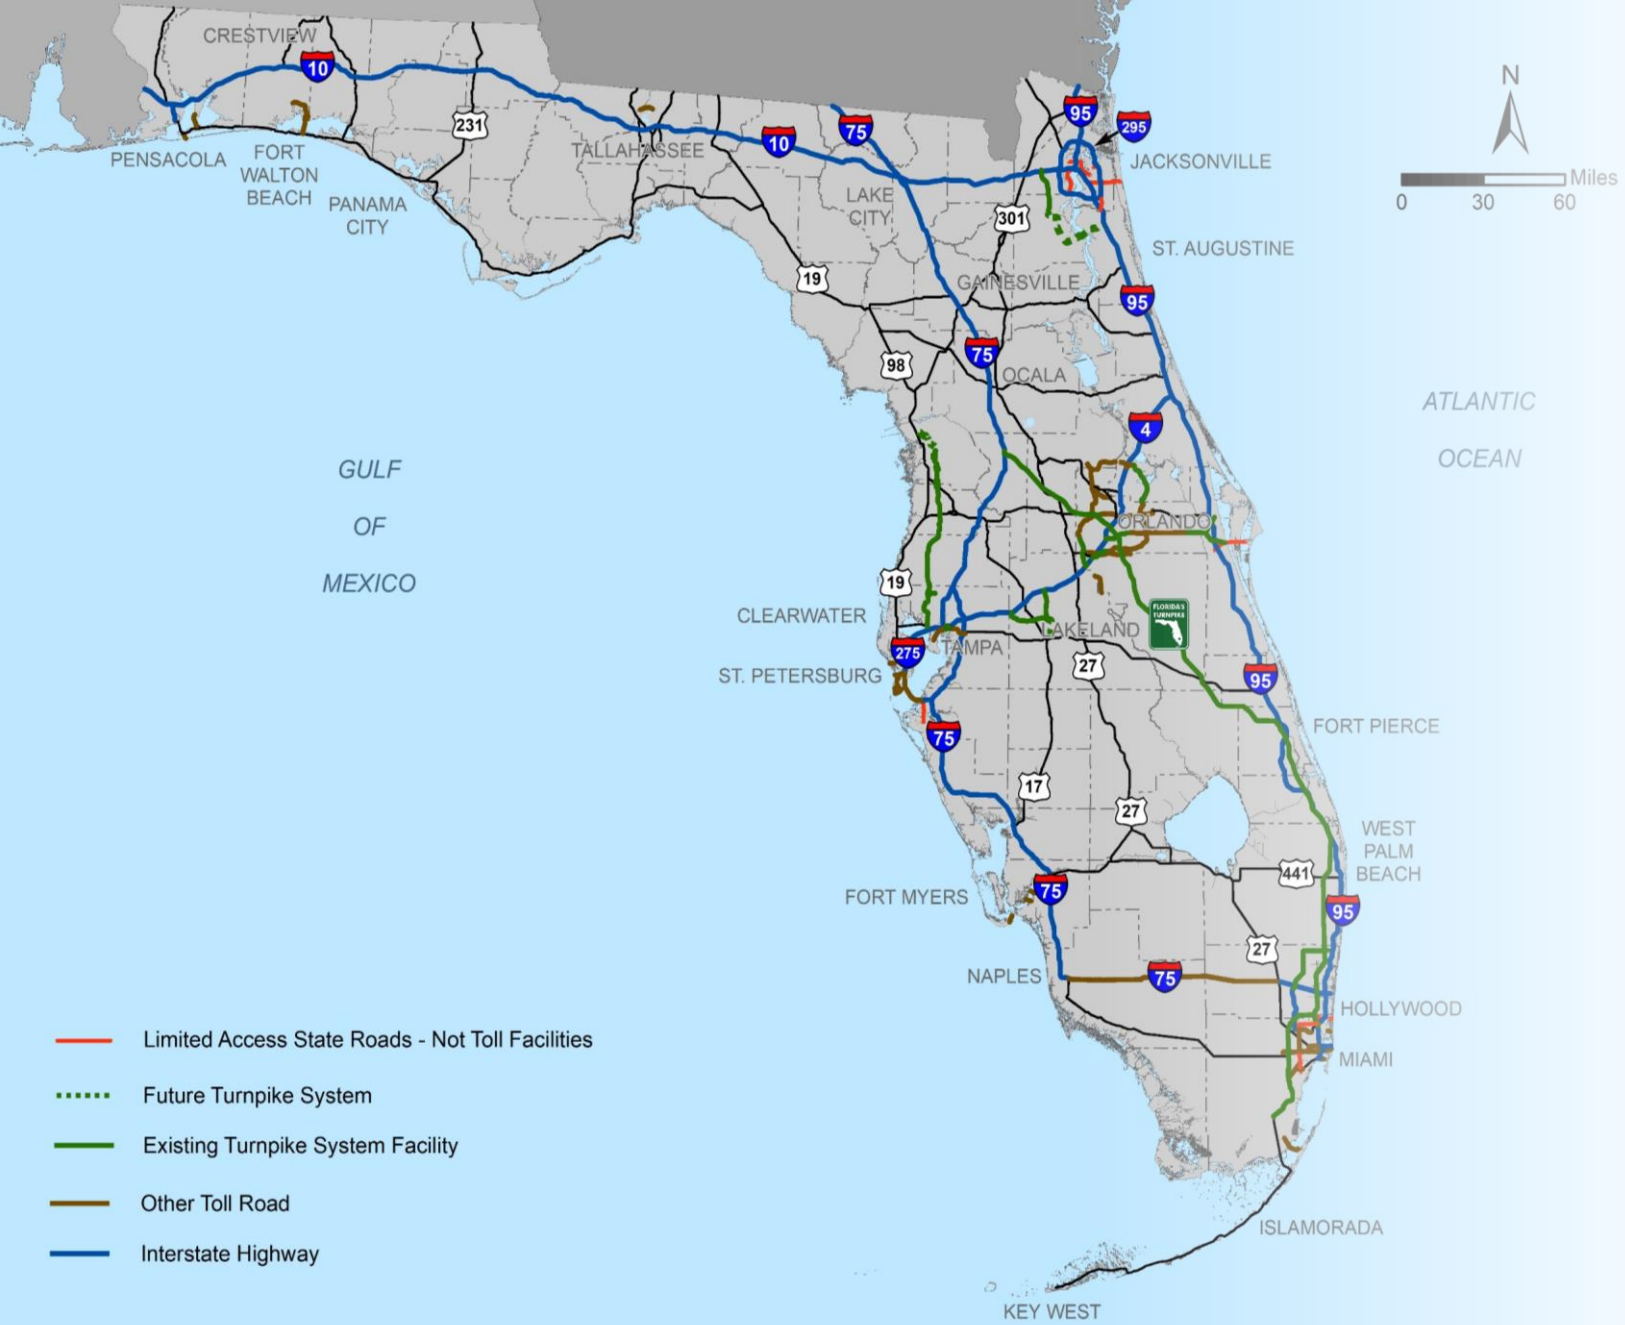 CRESTVIEW
10
95
N
231
10
75
295
PENSACOLA
FORT
WALTON
BEACH
TALLAHASSEE
JACKSONVILLE
Miles
0
30
60
PANAMA
CITY
LAKE
CITY
301
ST. AUGUSTINE
19
GAINESVILLE
95
98
75
OCALA
ATLANTIC
OCEAN
4
GULF
OF
MEXICO
ORLANDO
19
CLEARWATER
FLORIDA'S
TURNPIKE
LAKELAND
275
TAMPA
ST. PETERSBURG
27
95
75
FORT PIERCE
17
27
WEST
PALM
BEACH
441
FORT MYERS
75
95
27
NAPLES
75
HOLLYWOOD
MIAMI
Limited Access State Roads - Not Toll Facilities
Future Turnpike System
Existing Turnpike System Facility
Other Toll Road
Interstate Highway
ISLAMORADA
KEY WEST